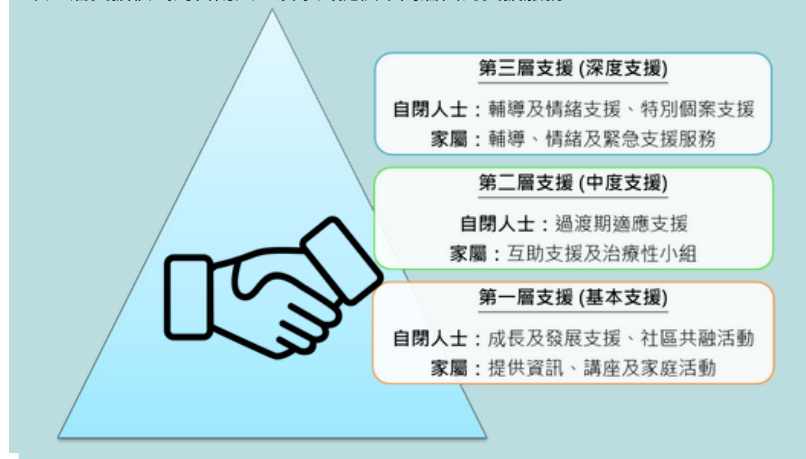 第三層支援 (深度支援)
自閉人士：輔導及情緒支援、特別個案支援
家屬：輔導、情緒及緊急支援服務
第二層支援 (中度支援)
自閉人士：過渡期適應支援
家屬：互助支援及治療性小組
第一層支援 (基本支援)
自閉人士：成長及發展支援、社區共融活動
家屬：提供資訊、講座及家庭活動